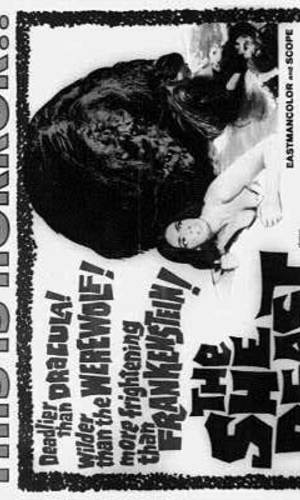 THIS IS HORROR!!
Deadlier
than DRACULA!
Wilder
than the WEREWOLF!
more frightening
than
FRANKENSTEIN!
THE
SHE
BEAST
EASTMANCOLOR and SCOPE